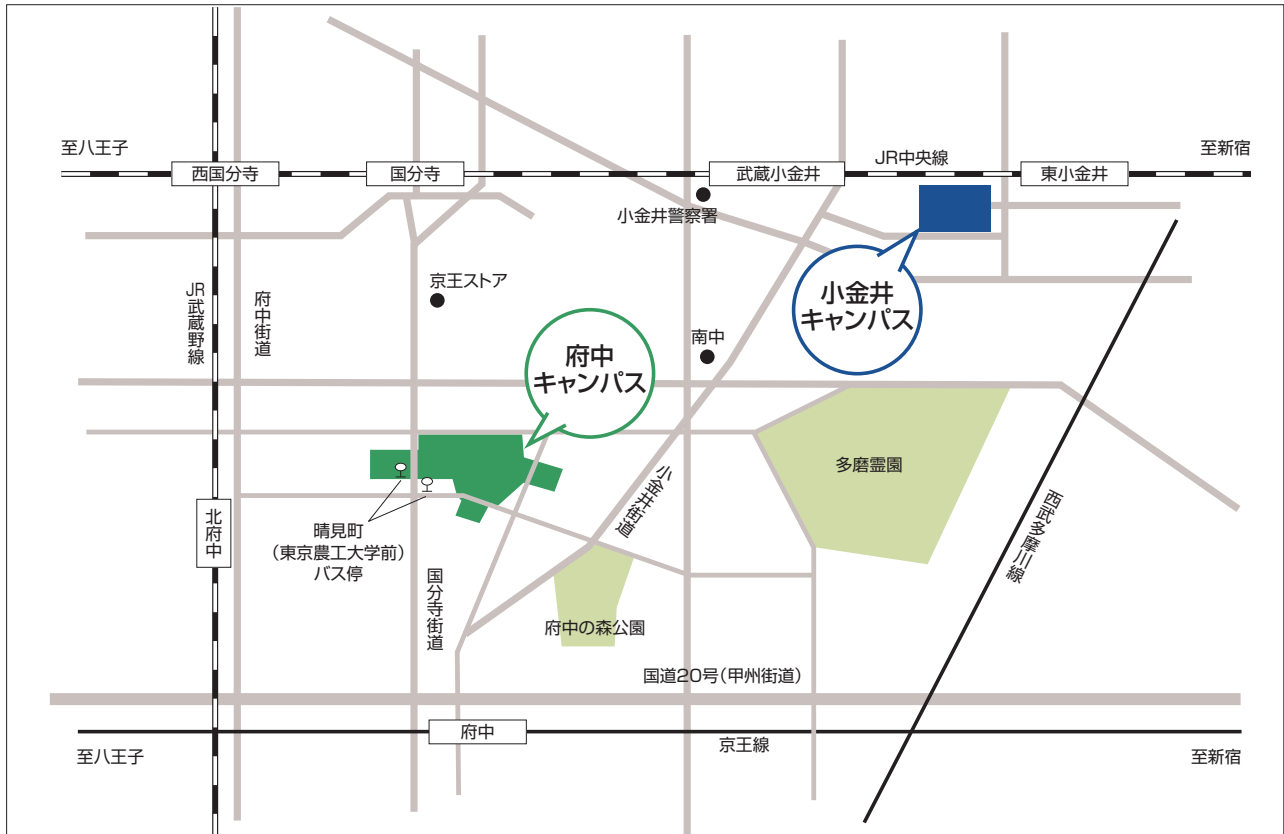 至八王子
西国分寺
国分寺
武蔵小金井
JR中央線
東小金井
至新宿
小金井警察署
小金井
キャンパス
京王ストア
JR武蔵野線
府中街道
南中
府中
キャンパス
多磨霊園
小金井街道
西武多摩川線
北府中
晴見町
(東京農工大学前)
バス停
国分寺街道
府中の森公園
国道20号(甲州街道)
府中
京王線
至八王子
至新宿